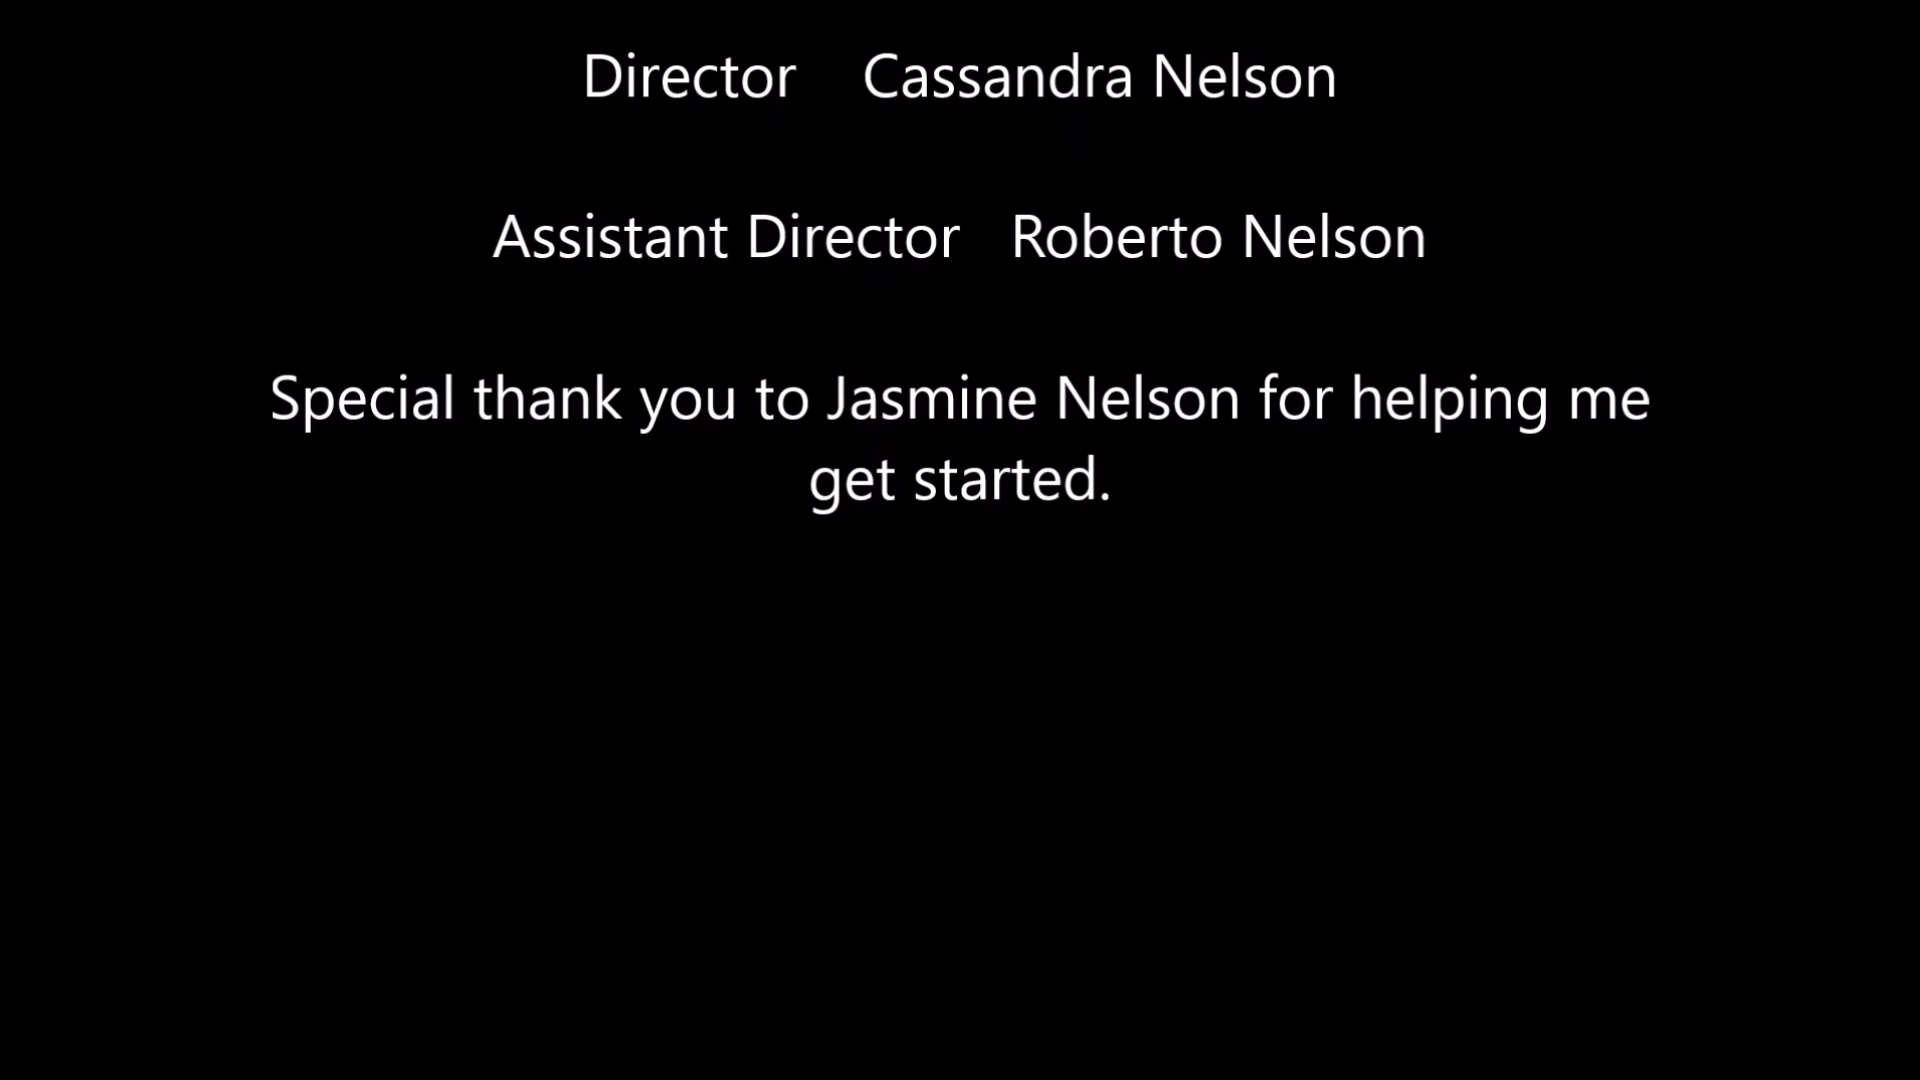 Director Cassandra Nelson
Assistant Director Roberto Nelson
Special thank you to Jasmine Nelson for helping me
get started.